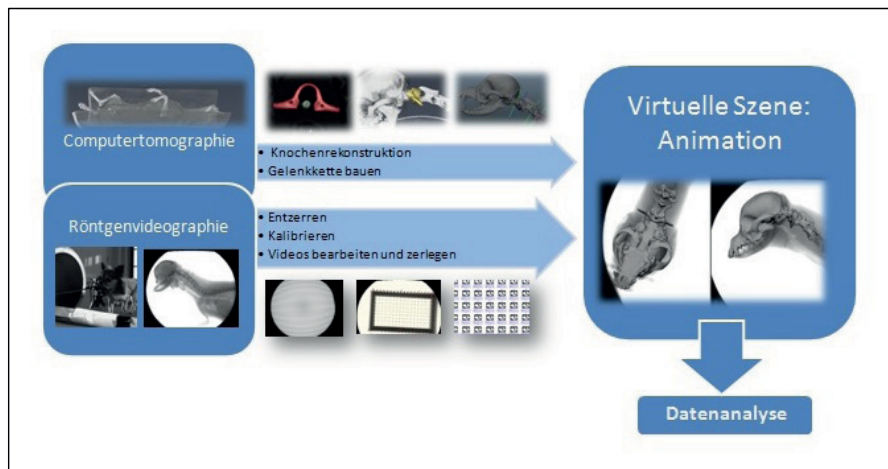 Computertomographie
• Knochenrekonstruktion
• Gelenkkette bauen
Röntgenvideographie
• Entzerren
• Kalibrieren
• Videos bearbeiten und zerlegen
Virtuelle Szene:
Animation
Datenanalyse